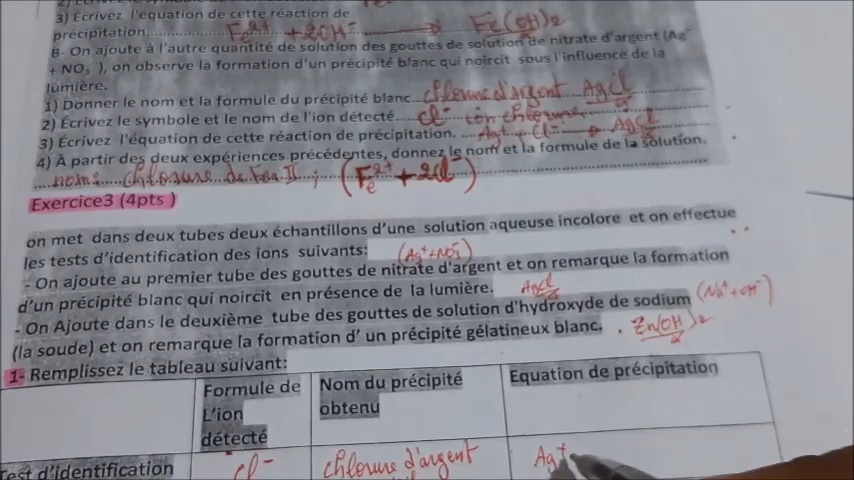 3) Écrivez l'équation de cette réaction de
précipitation.......... Fe²⁺ + 2OH⁻ → Fe(OH)₂
B- On ajoute à l'autre quantité de solution des gouttes de solution de nitrate d'argent (Ag⁺
+ NO₃⁻), on observe la formation d'un précipité blanc qui noircit sous l'influence de la
lumière.
1) Donner le nom et la formule du précipité blanc chlorure d'argent AgCl
2) Écrivez le symbole et le nom de l'ion détecté..... Cl⁻ ion chlorure
3) Écrivez l'équation de cette réaction de précipitation. ... Ag⁺ + Cl⁻ → AgCl
4) À partir des deux expériences précédentes, donnez le nom et la formule de la solution.
nom : chlorure de Fer II ; (Fe²⁺ + 2Cl⁻)
Exercice3 (4pts )
on met dans deux tubes deux échantillons d'une solution aqueuse incolore et on effectue
les tests d'identification des ions suivants:
(Ag⁺+NO₃⁻)
- On ajoute au premier tube des gouttes de nitrate d'argent et on remarque la formation
d'un précipité blanc qui noircit en présence de la lumière. AgCl
- On Ajoute dans le deuxième tube des gouttes de solution d'hydroxyde de sodium (Na⁺ + OH⁻)
(la soude) et on remarque la formation d' un précipité gélatineux blanc. . Zn(OH)₂
1- Remplissez le tableau suivant:
Formule de L'ion détecté Nom du précipité obtenu Equation de précipitation
Test d'identification Cl⁻ chlorure d'argent Ag⁺